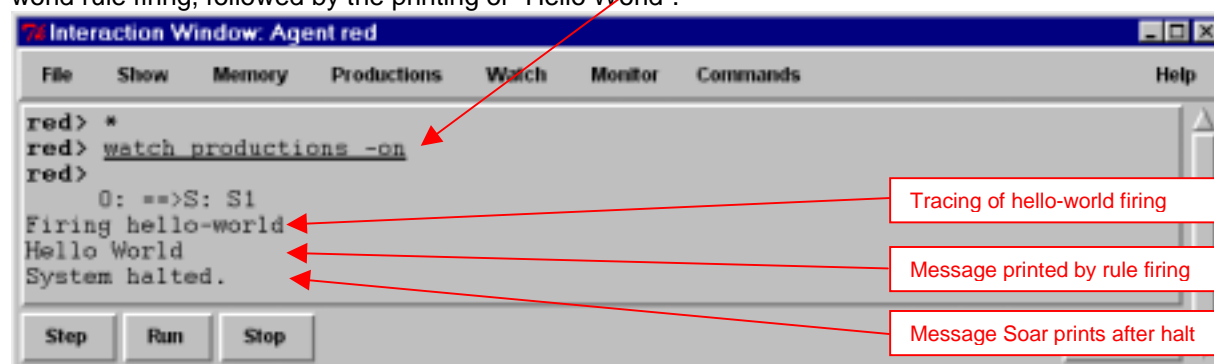 world rule firing, followed by the printing of "Hello World".
Interaction Window: Agent red
File Show Memory Productions Watch Monitor Commands Help
red> *
red> watch productions -on
red>
0: ==>S: S1
Firing hello-world
Hello World
System halted.
Tracing of hello-world firing
Message printed by rule firing
Message Soar prints after halt
Step Run Stop